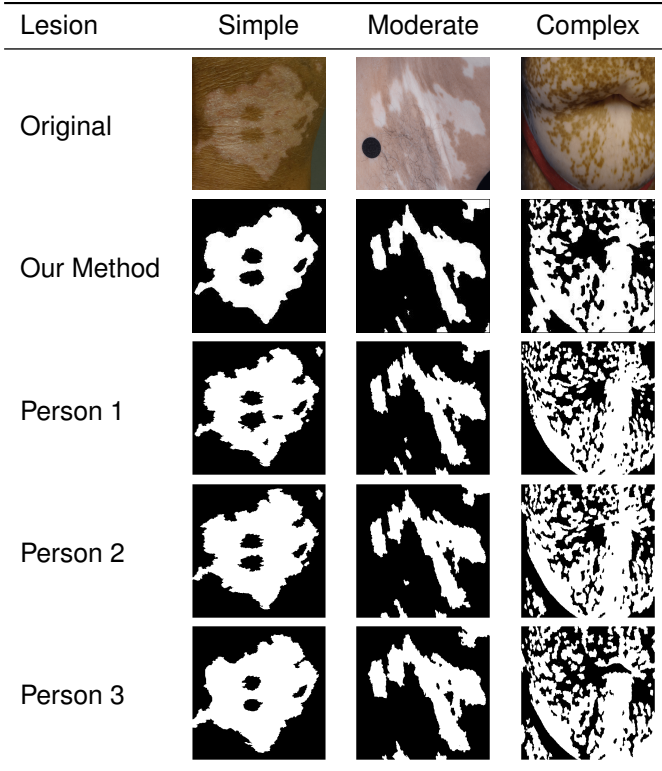 Lesion Simple Moderate Complex
Original
Our Method
Person 1
Person 2
Person 3